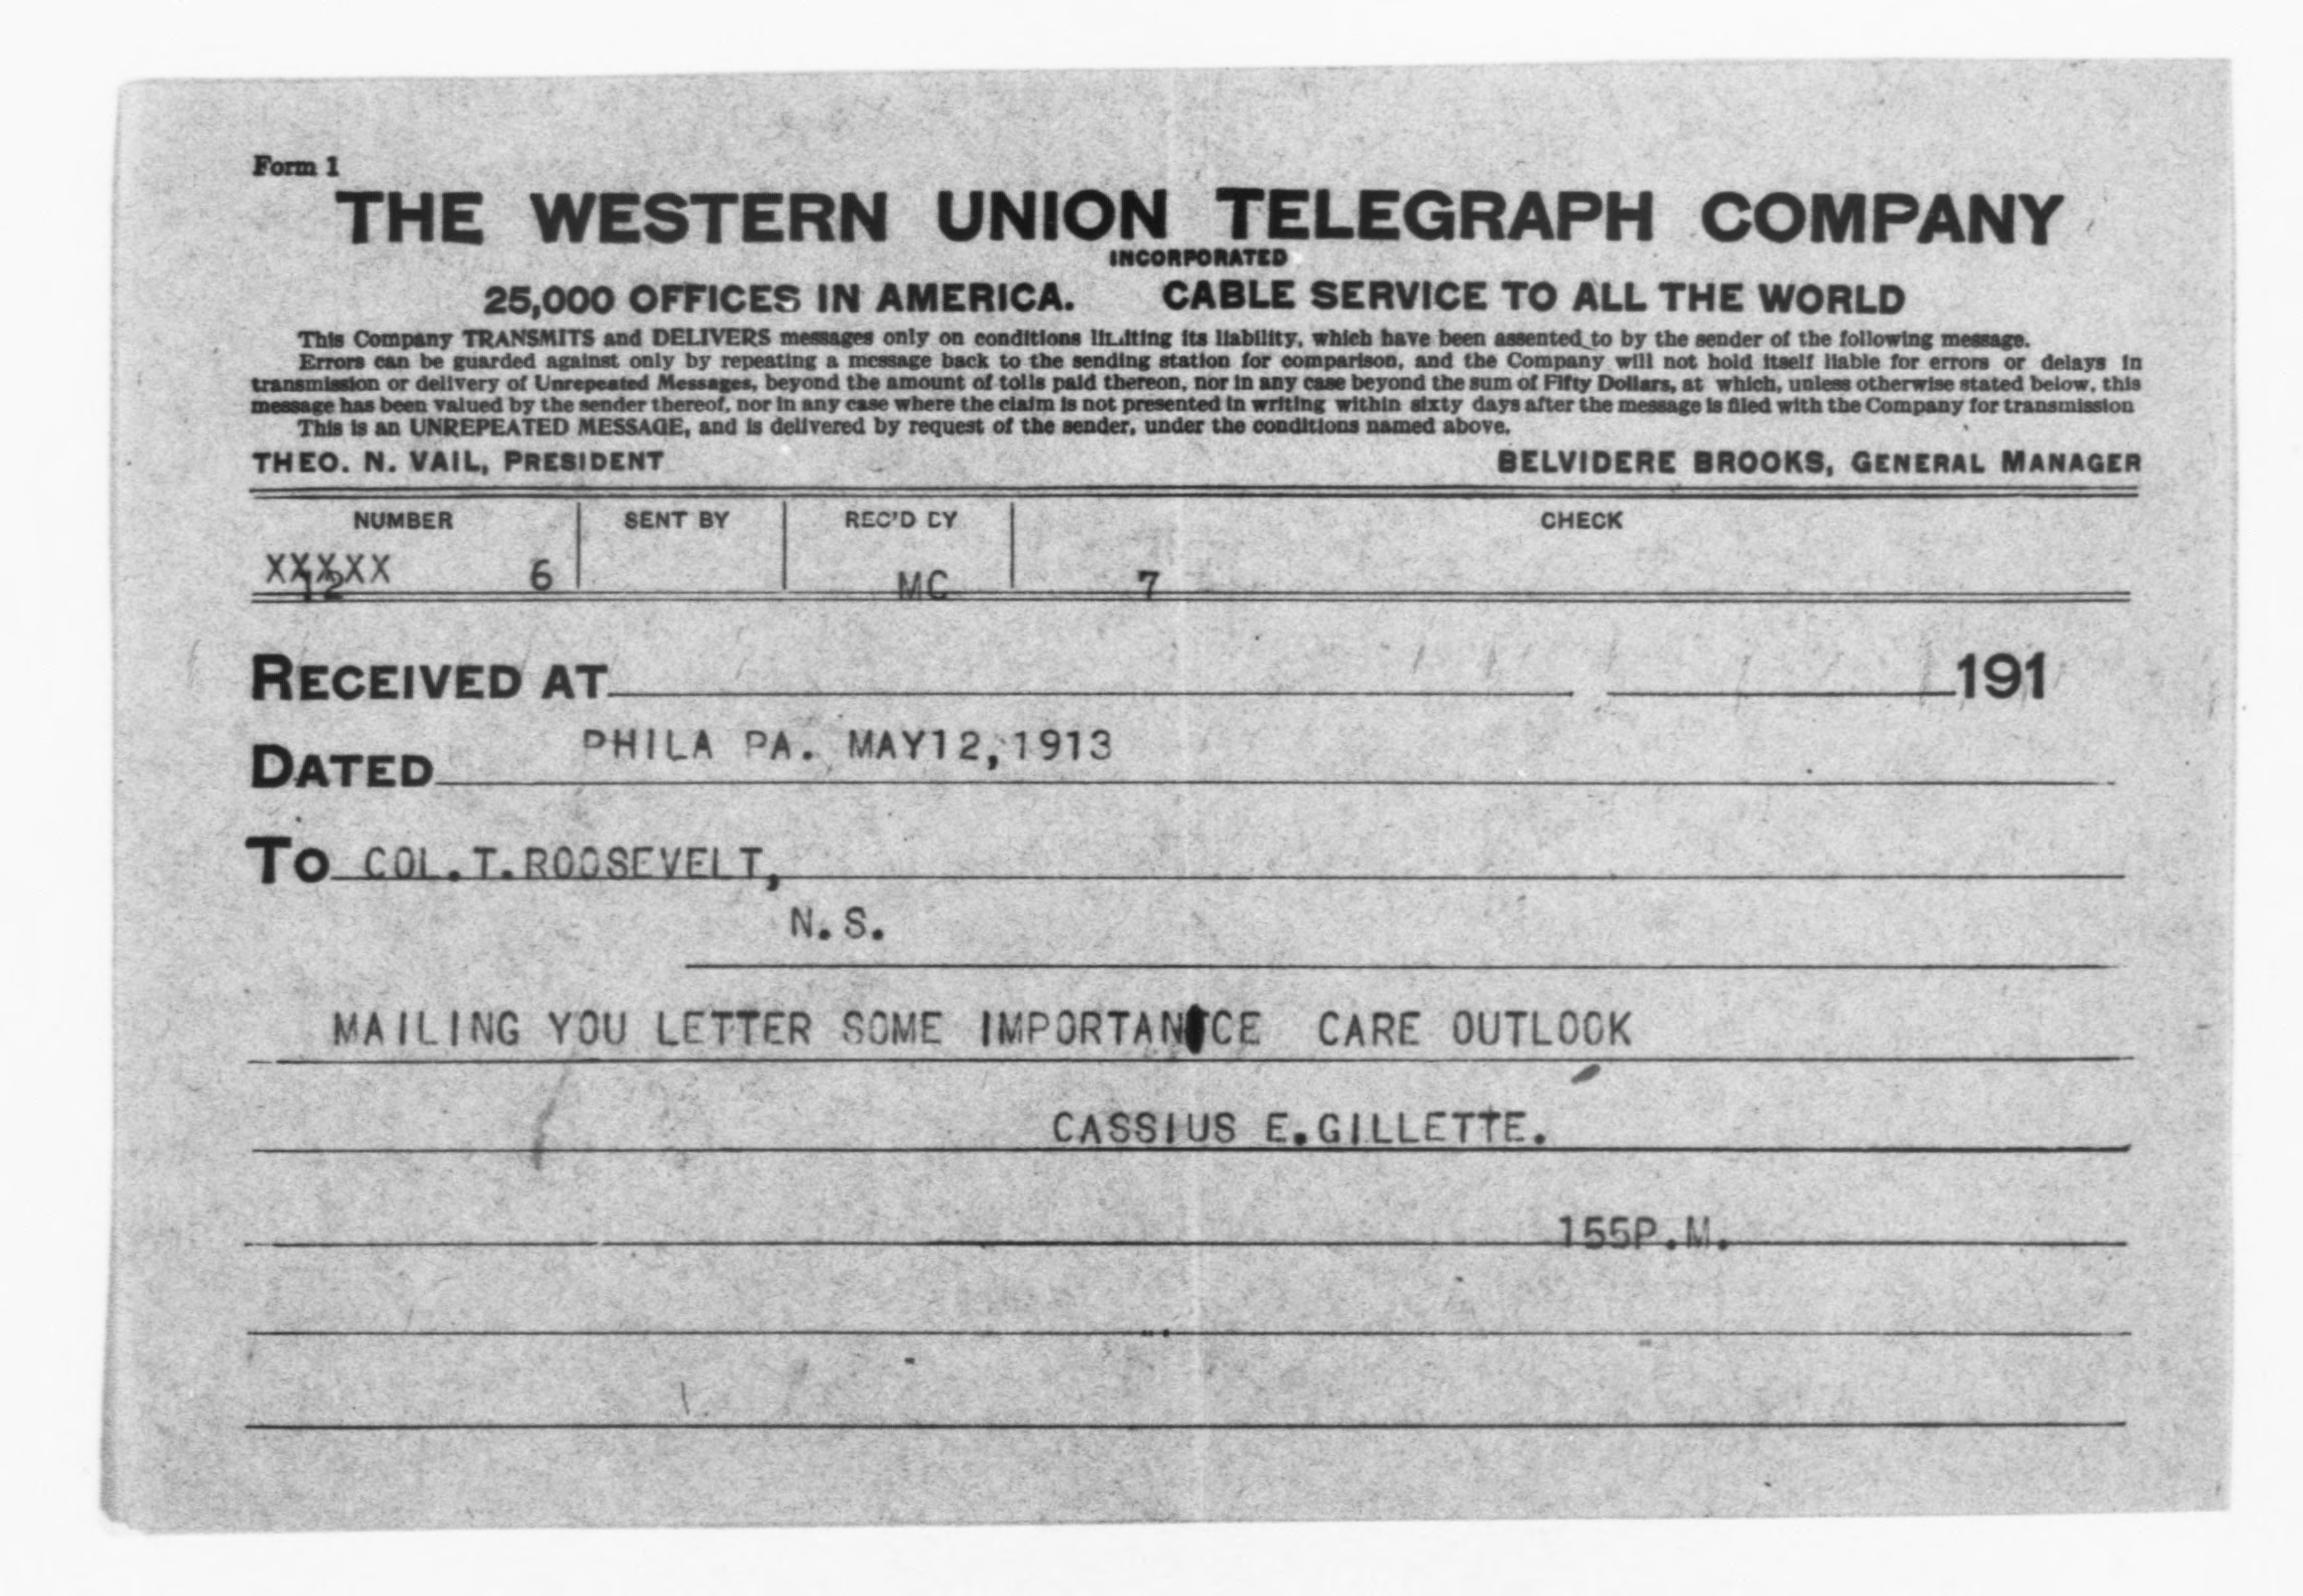 Form 1
THE WESTERN UNION TELEGRAPH COMPANY
INCORPORATED
25,000 OFFICES IN AMERICA. CABLE SERVICE TO ALL THE WORLD
This Company TRANSMITS and DELIVERS messages only on conditions limiting its liability, which have been assented to by the sender of the following message.
Errors can be guarded against only by repeating a message back to the sending station for comparison, and the Company will not hold itself liable for errors or delays in
transmission or delivery of Unrepeated Messages, beyond the amount of tolls paid thereon, nor in any case beyond the sum of Fifty Dollars, at which, unless otherwise stated below, this
message has been valued by the sender thereof, nor in any case where the claim is not presented in writing within sixty days after the message is filed with the Company for transmission
This is an UNREPEATED MESSAGE, and is delivered by request of the sender, under the conditions named above.
THEO. N. VAIL, PRESIDENT BELVIDERE BROOKS, GENERAL MANAGER
NUMBER SENT BY REC'D BY CHECK
XXXXX 6 MC 7
12
RECEIVED AT 191
DATED PHILA PA. MAY12,1913
TO COL.T.ROOSEVELT,
N.S.
MAILING YOU LETTER SOME IMPORTANCE CARE OUTLOOK
CASSIUS E.GILLETTE.
155P.M.